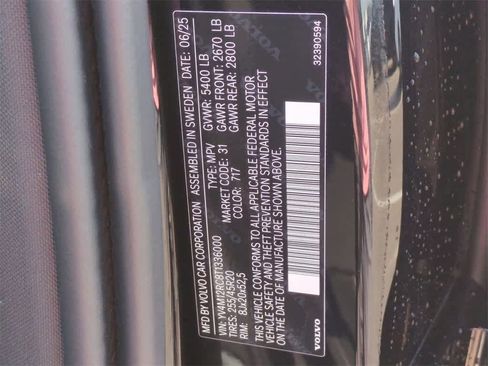 MFD. BY VOLVO CAR CORPORATION ASSEMBLED IN SWEDEN DATE: 06/25
VIN: YV4M12RC8T1336000 TYPE: MPV GVWR: 5400 LB
TIRES: 255/45R20 MARKET CODE: 31 GAWR FRONT: 2670 LB
RIM: 8Jx20x52,5 COLOR: 717 GAWR REAR: 2800 LB
THIS VEHICLE CONFORMS TO ALL APPLICABLE FEDERAL MOTOR
VEHICLE SAFETY AND THEFT PREVENTION STANDARDS IN EFFECT
ON THE DATE OF MANUFACTURE SHOWN ABOVE.
VOLVO 32390594